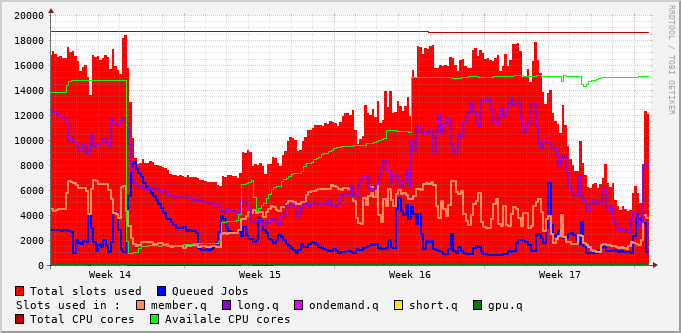 20000
18000
16000
14000
12000
10000
8000
6000
4000
2000
0
Week 14 Week 15 Week 16 Week 17
Total slots used Queued Jobs
Slots used in : member.q long.q ondemand.q short.q gpu.q
Total CPU cores Availale CPU cores
RRDTOOL / TOBI OETIKER